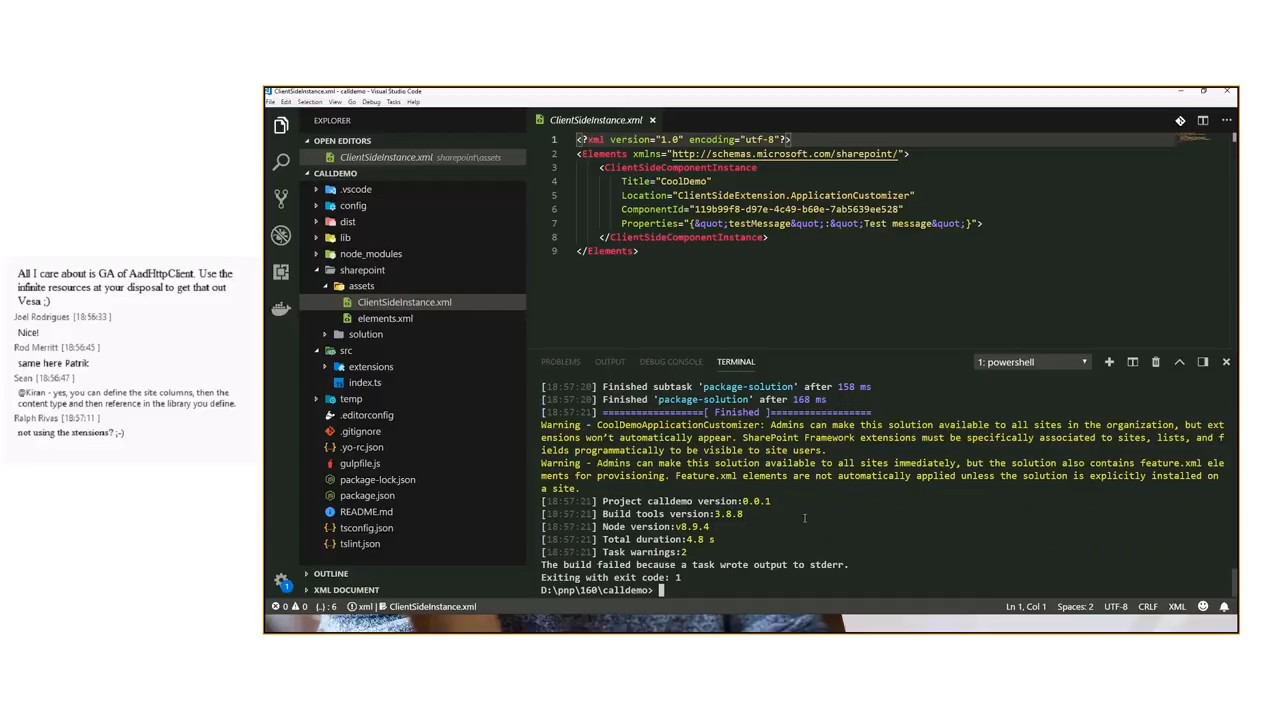 All I care about is GA of AadHttpClient. Use the
infinite resources at your disposal to get that out
Vesa ;)
Joel Rodrigues [18:56:33 ]
Nice!
Rod Merritt [18:56:45 ]
same here Patrik
Sean [18:56:47 ]
@Kiran - yes, you can define the site columns, then the
content type and then reference in the library you define.
Ralph Rivas [18:57:11 ]
not using the xtensions? ;-)
ClientSideInstance.xml - calldemo - Visual Studio Code
File Edit Selection View Go Debug Tasks Help
EXPLORER
OPEN EDITORS
ClientSideInstance.xml sharepoint\assets
CALLDEMO
.vscode
config
dist
lib
node_modules
sharepoint
assets
ClientSideInstance.xml
elements.xml
solution
src
extensions
index.ts
temp
.editorconfig
.gitignore
.yo-rc.json
gulpfile.js
package-lock.json
package.json
README.md
tsconfig.json
tslint.json
OUTLINE
XML DOCUMENT
1
ClientSideInstance.xml
1 <?xml version="1.0" encoding="utf-8"?>
2 <Elements xmlns="http://schemas.microsoft.com/sharepoint/">
3 <ClientSideComponentInstance
4 Title="CoolDemo"
5 Location="ClientSideExtension.ApplicationCustomizer"
6 ComponentId="119b99f8-d97e-4c49-b60e-7ab5639ee528"
7 Properties="{&quot;testMessage&quot;:&quot;Test message&quot;}">
8 </ClientSideComponentInstance>
9 </Elements>
PROBLEMS OUTPUT DEBUG CONSOLE TERMINAL 1: powershell
[18:57:20] Finished subtask 'package-solution' after 158 ms
[18:57:20] Finished 'package-solution' after 168 ms
[18:57:21] ==================[ Finished ]==================
Warning - CoolDemoApplicationCustomizer: Admins can make this solution available to all sites in the organization, but ext
ensions won't automatically appear. SharePoint Framework extensions must be specifically associated to sites, lists, and f
ields programmatically to be visible to site users.
Warning - Admins can make this solution available to all sites immediately, but the solution also contains feature.xml ele
ments for provisioning. Feature.xml elements are not automatically applied unless the solution is explicitly installed on
a site.
[18:57:21] Project calldemo version:0.0.1
[18:57:21] Build tools version:3.8.8
[18:57:21] Node version:v8.9.4
[18:57:21] Total duration:4.8 s
[18:57:21] Task warnings:2
The build failed because a task wrote output to stderr.
Exiting with exit code: 1
D:\pnp\160\calldemo>
0 0 {..} : 6 xml | ClientSideInstance.xml Ln 1, Col 1 Spaces: 2 UTF-8 CRLF XML